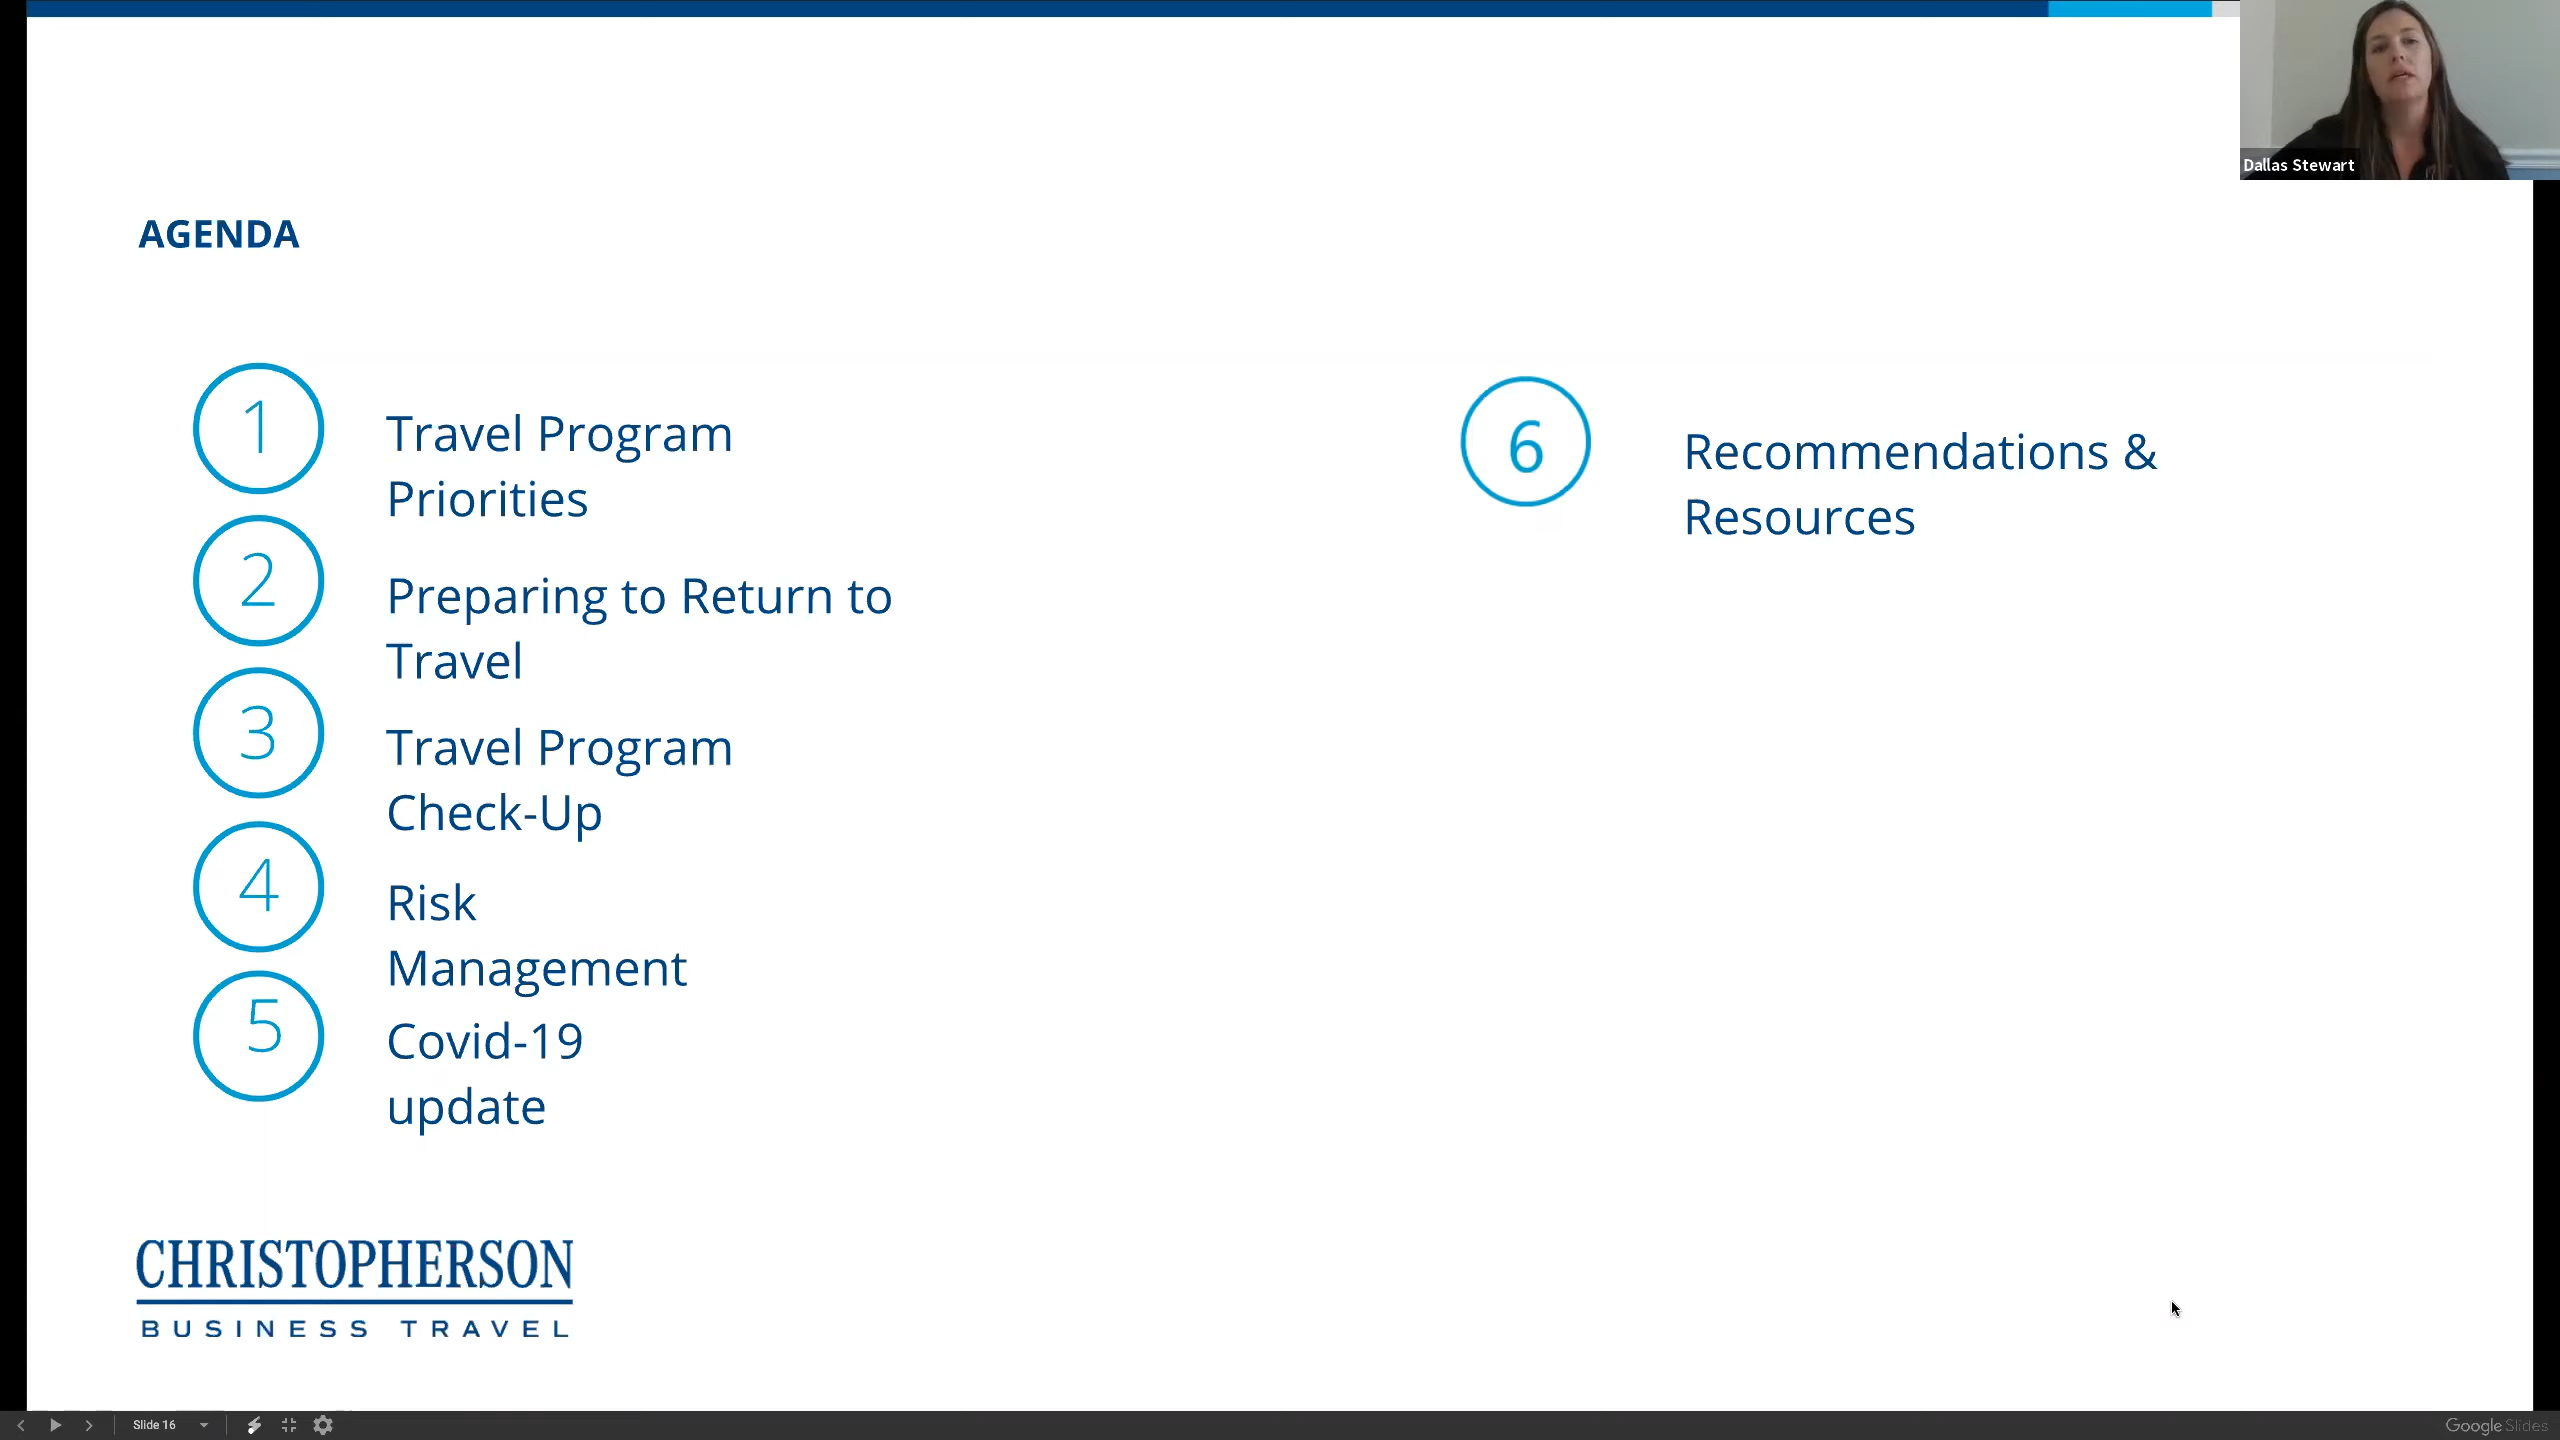 Dallas Stewart
AGENDA
1
Travel Program
Priorities
2
Preparing to Return to
Travel
3
Travel Program
Check-Up
4
Risk
Management
5
Covid-19
update
6
Recommendations &
Resources
CHRISTOPHERSON
BUSINESS TRAVEL
Slide 16
Google Slides